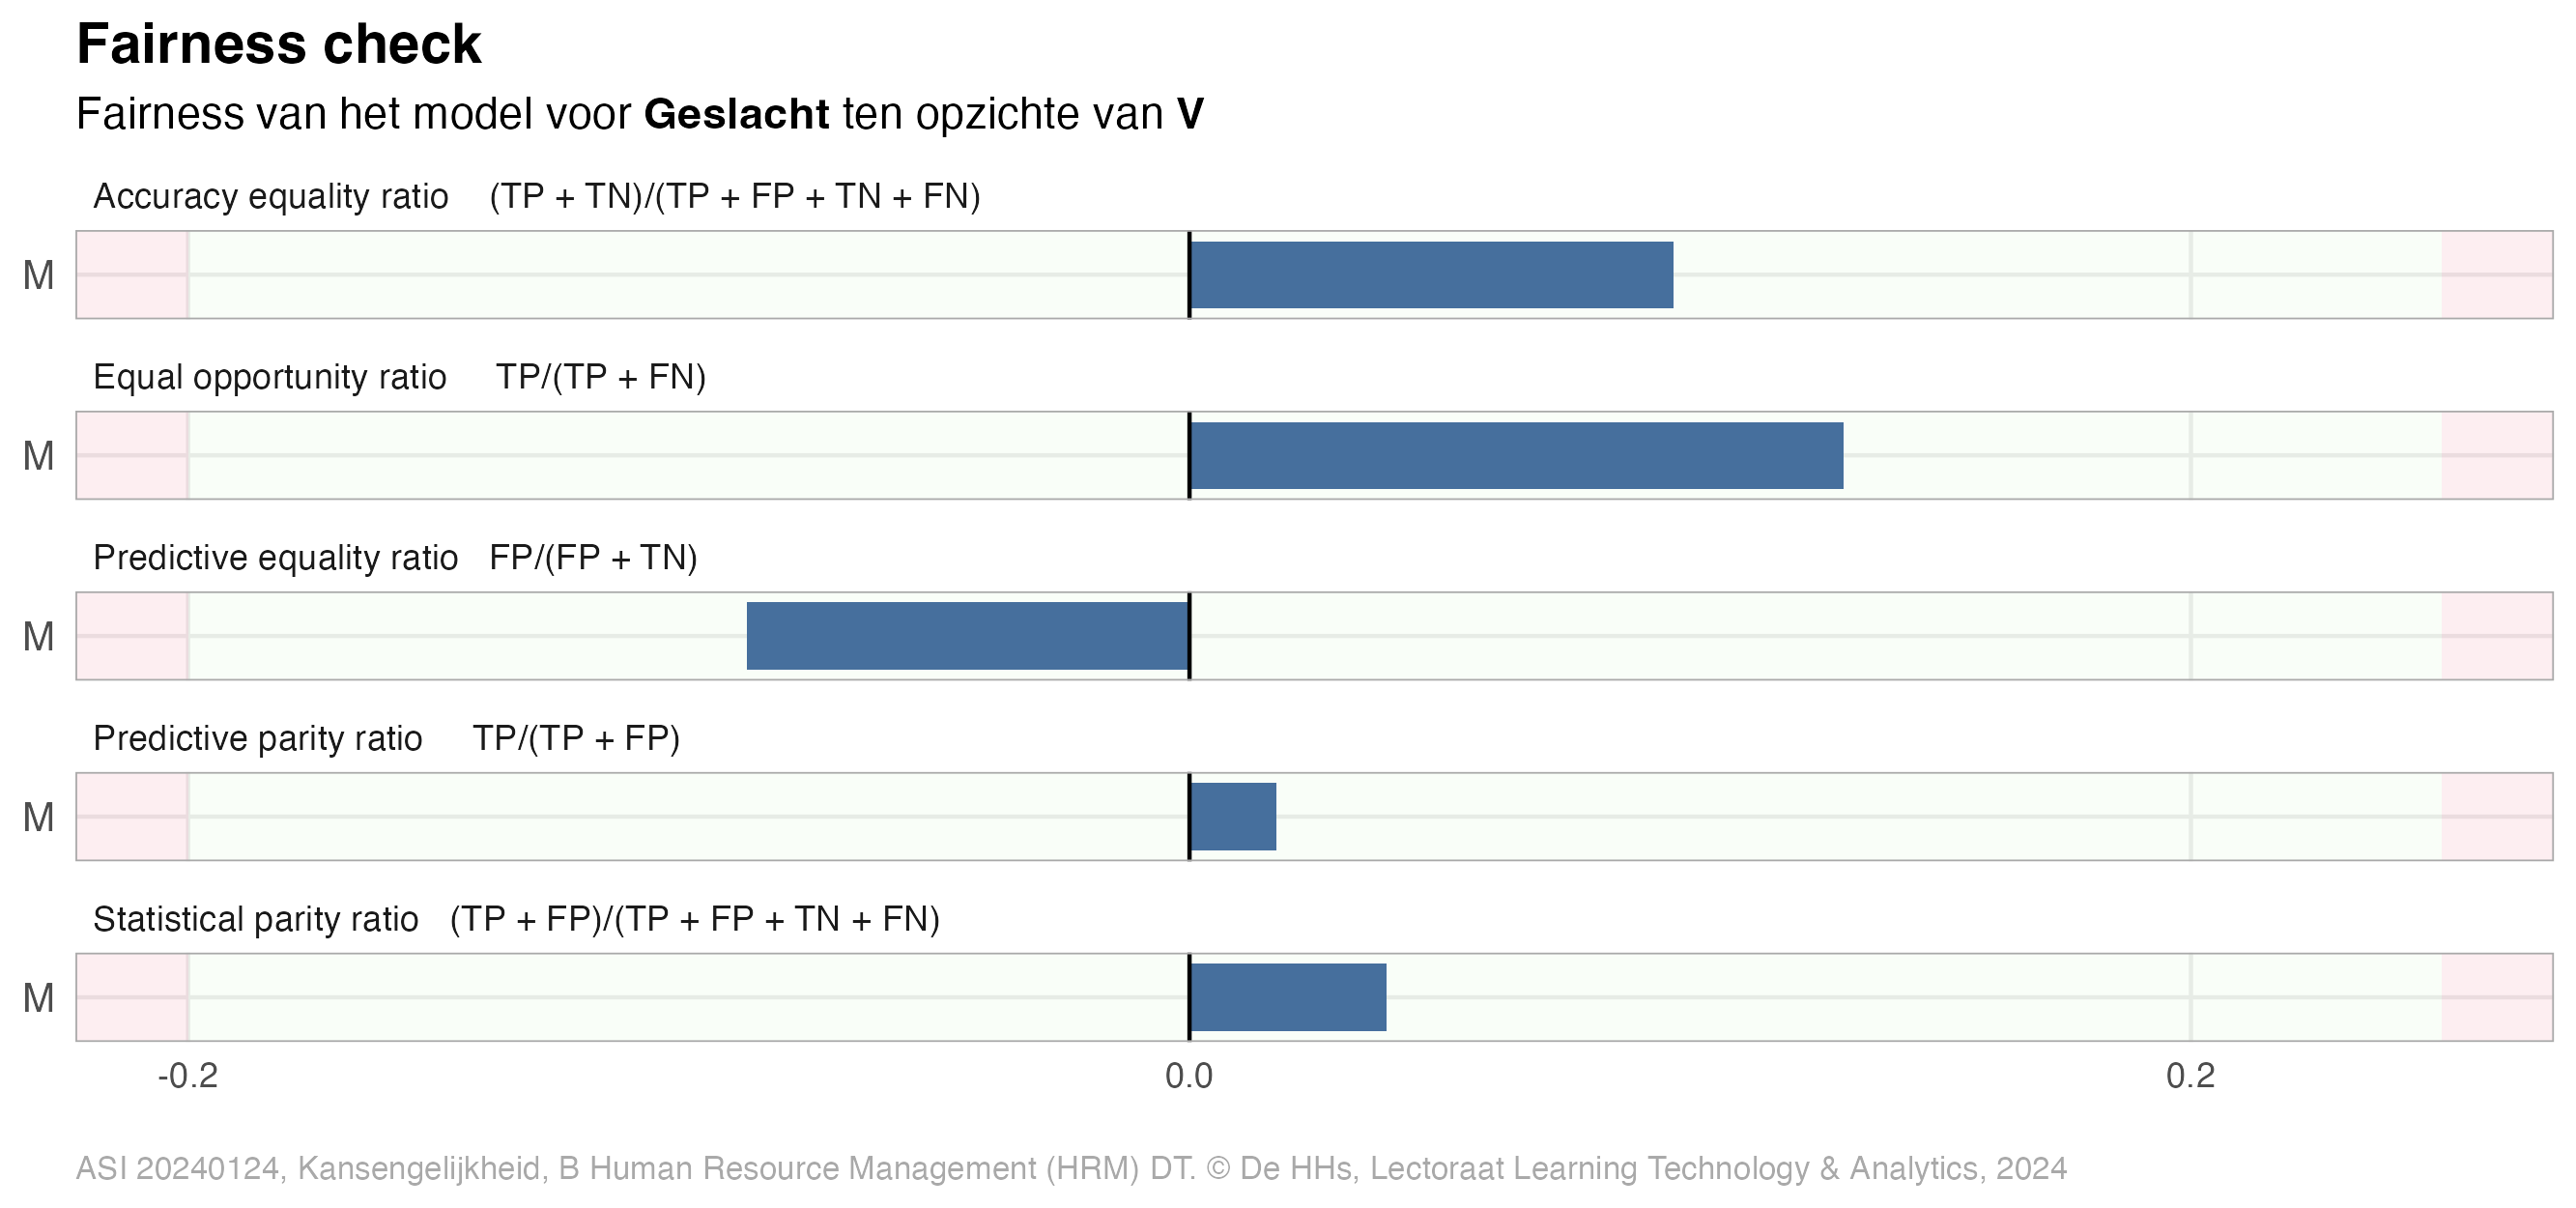 Fairness check
Fairness van het model voor Geslacht ten opzichte van V
Accuracy equality ratio (TP + TN)/(TP + FP + TN + FN)
M
Equal opportunity ratio TP/(TP + FN)
M
Predictive equality ratio FP/(FP + TN)
M
Predictive parity ratio TP/(TP + FP)
M
Statistical parity ratio (TP + FP)/(TP + FP + TN + FN)
M
-0.2 0.0 0.2
ASI 20240124, Kansengelijkheid, B Human Resource Management (HRM) DT. © De HHs, Lectoraat Learning Technology & Analytics, 2024